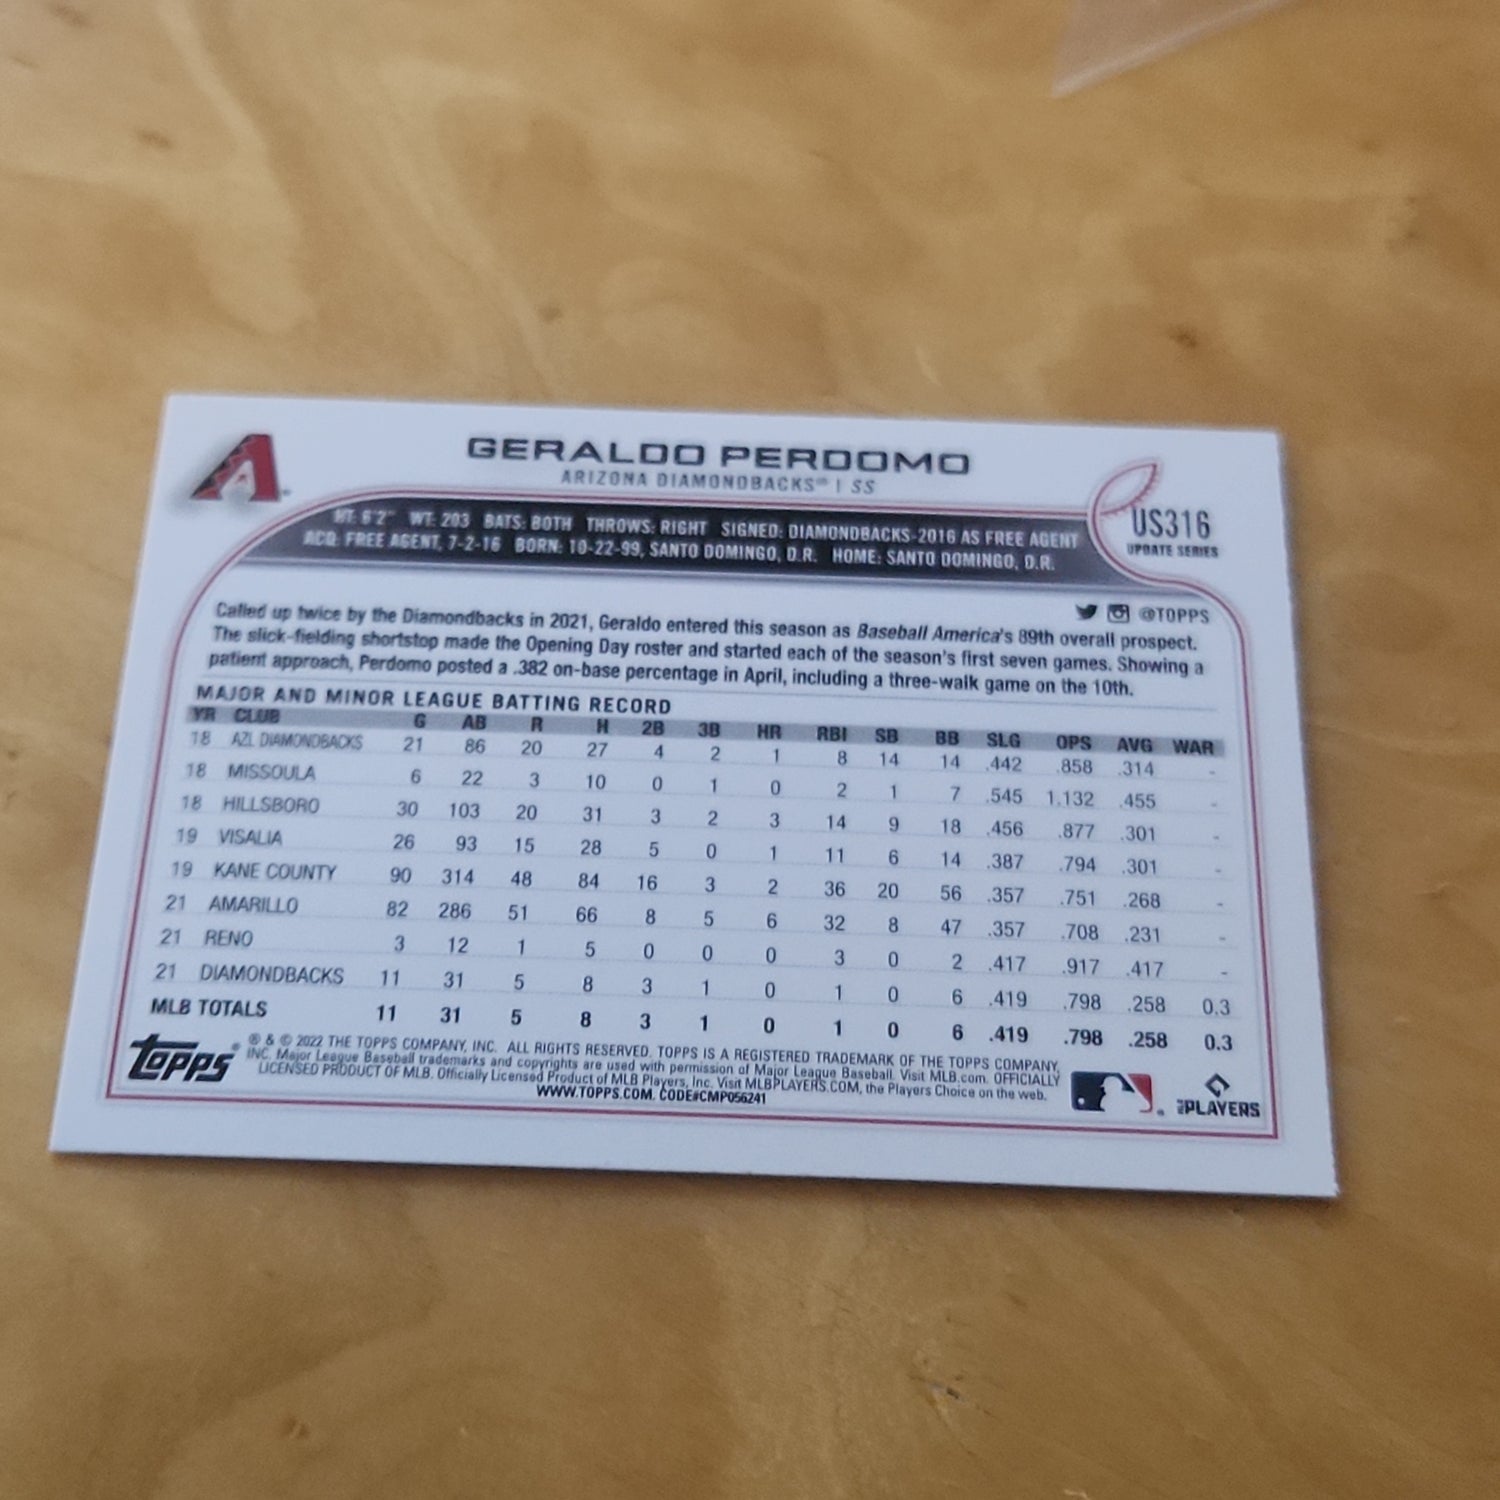 GERALDO PERDOMO
ARIZONA DIAMONDBACKS® | SS
US316
UPDATE SERIES
HT: 6'2" WT: 203 BATS: BOTH THROWS: RIGHT SIGNED: DIAMONDBACKS-2016 AS FREE AGENT
ACQ: FREE AGENT, 7-2-16 BORN: 10-22-99, SANTO DOMINGO, D.R. HOME: SANTO DOMINGO, D.R.
@TOPPS
Called up twice by the Diamondbacks in 2021, Geraldo entered this season as Baseball America's 89th overall prospect.
The slick-fielding shortstop made the Opening Day roster and started each of the season's first seven games. Showing a
patient approach, Perdomo posted a .382 on-base percentage in April, including a three-walk game on the 10th.
MAJOR AND MINOR LEAGUE BATTING RECORD
YR CLUB G AB R H 2B 3B HR RBI SB BB SLG OPS AVG WAR
18 AZL DIAMONDBACKS 21 86 20 27 4 2 1 8 14 14 .442 .858 .314 -
18 MISSOULA 6 22 3 10 0 1 0 2 1 7 .545 1.132 .455 -
18 HILLSBORO 30 103 20 31 3 2 3 14 9 18 .456 .877 .301 -
19 VISALIA 26 93 15 28 5 0 1 11 6 14 .387 .794 .301 -
19 KANE COUNTY 90 314 48 84 16 3 2 36 20 56 .357 .751 .268 -
21 AMARILLO 82 286 51 66 8 5 6 32 8 47 .357 .708 .231 -
21 RENO 3 12 1 5 0 0 0 3 0 2 .417 .917 .417 -
21 DIAMONDBACKS 11 31 5 8 3 1 0 1 0 6 .419 .798 .258 0.3
MLB TOTALS 11 31 5 8 3 1 0 1 0 6 .419 .798 .258 0.3
topps®
® & © 2022 THE TOPPS COMPANY, INC. ALL RIGHTS RESERVED. TOPPS IS A REGISTERED TRADEMARK OF THE TOPPS COMPANY,
INC. Major League Baseball trademarks and copyrights are used with permission of Major League Baseball. Visit MLB.com. OFFICIALLY
LICENSED PRODUCT OF MLB. Officially Licensed Product of MLB Players, Inc. Visit MLBPLAYERS.COM, the Players Choice on the web.
WWW.TOPPS.COM. CODE#CMP056241
PLAYERS